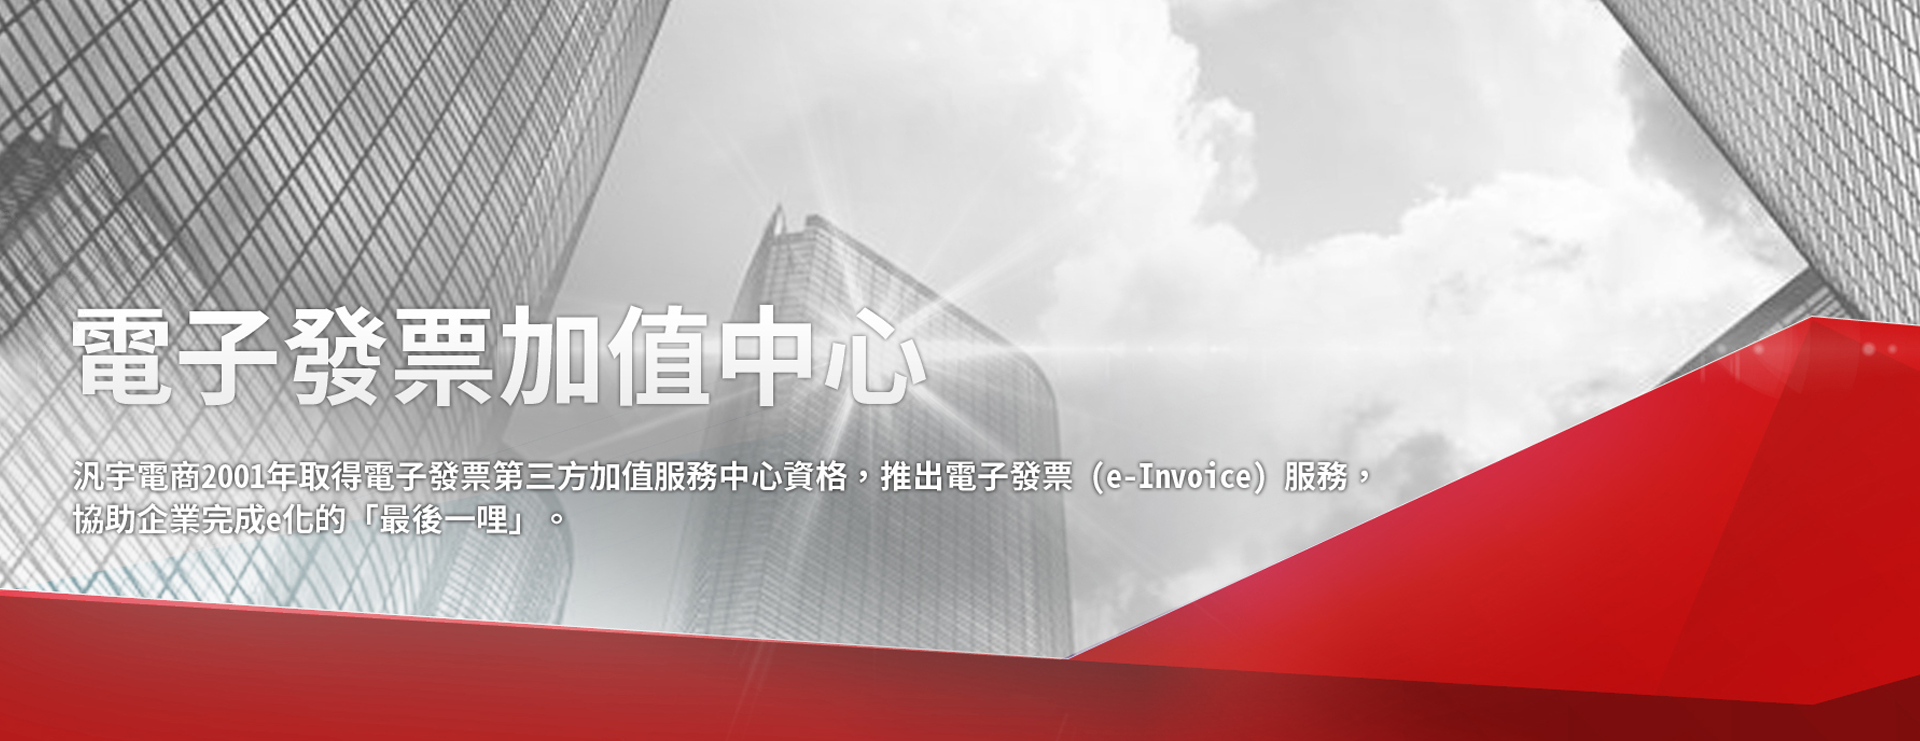 電子發票加值中心
汎宇電商2001年取得電子發票第三方加值服務中心資格，推出電子發票（e-Invoice）服務，
協助企業完成e化的「最後一哩」。